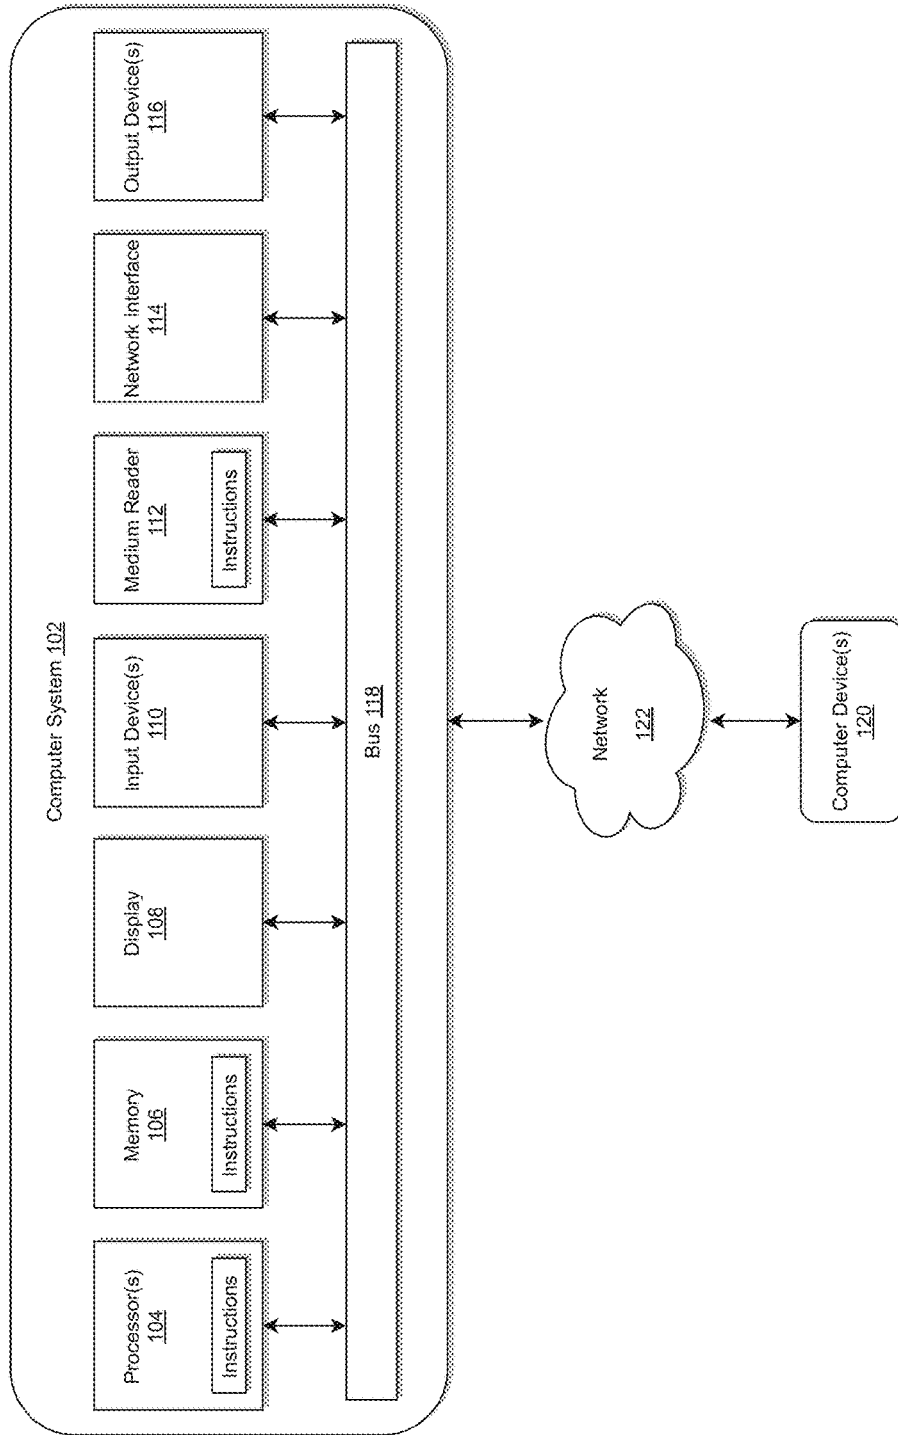 Computer System 102
Processor(s)
104
Instructions
Memory
106
Instructions
Display
108
Input Device(s)
110
Medium Reader
112
Instructions
Network Interface
114
Output Device(s)
116
Bus 118
Network
122
Computer Device(s)
120